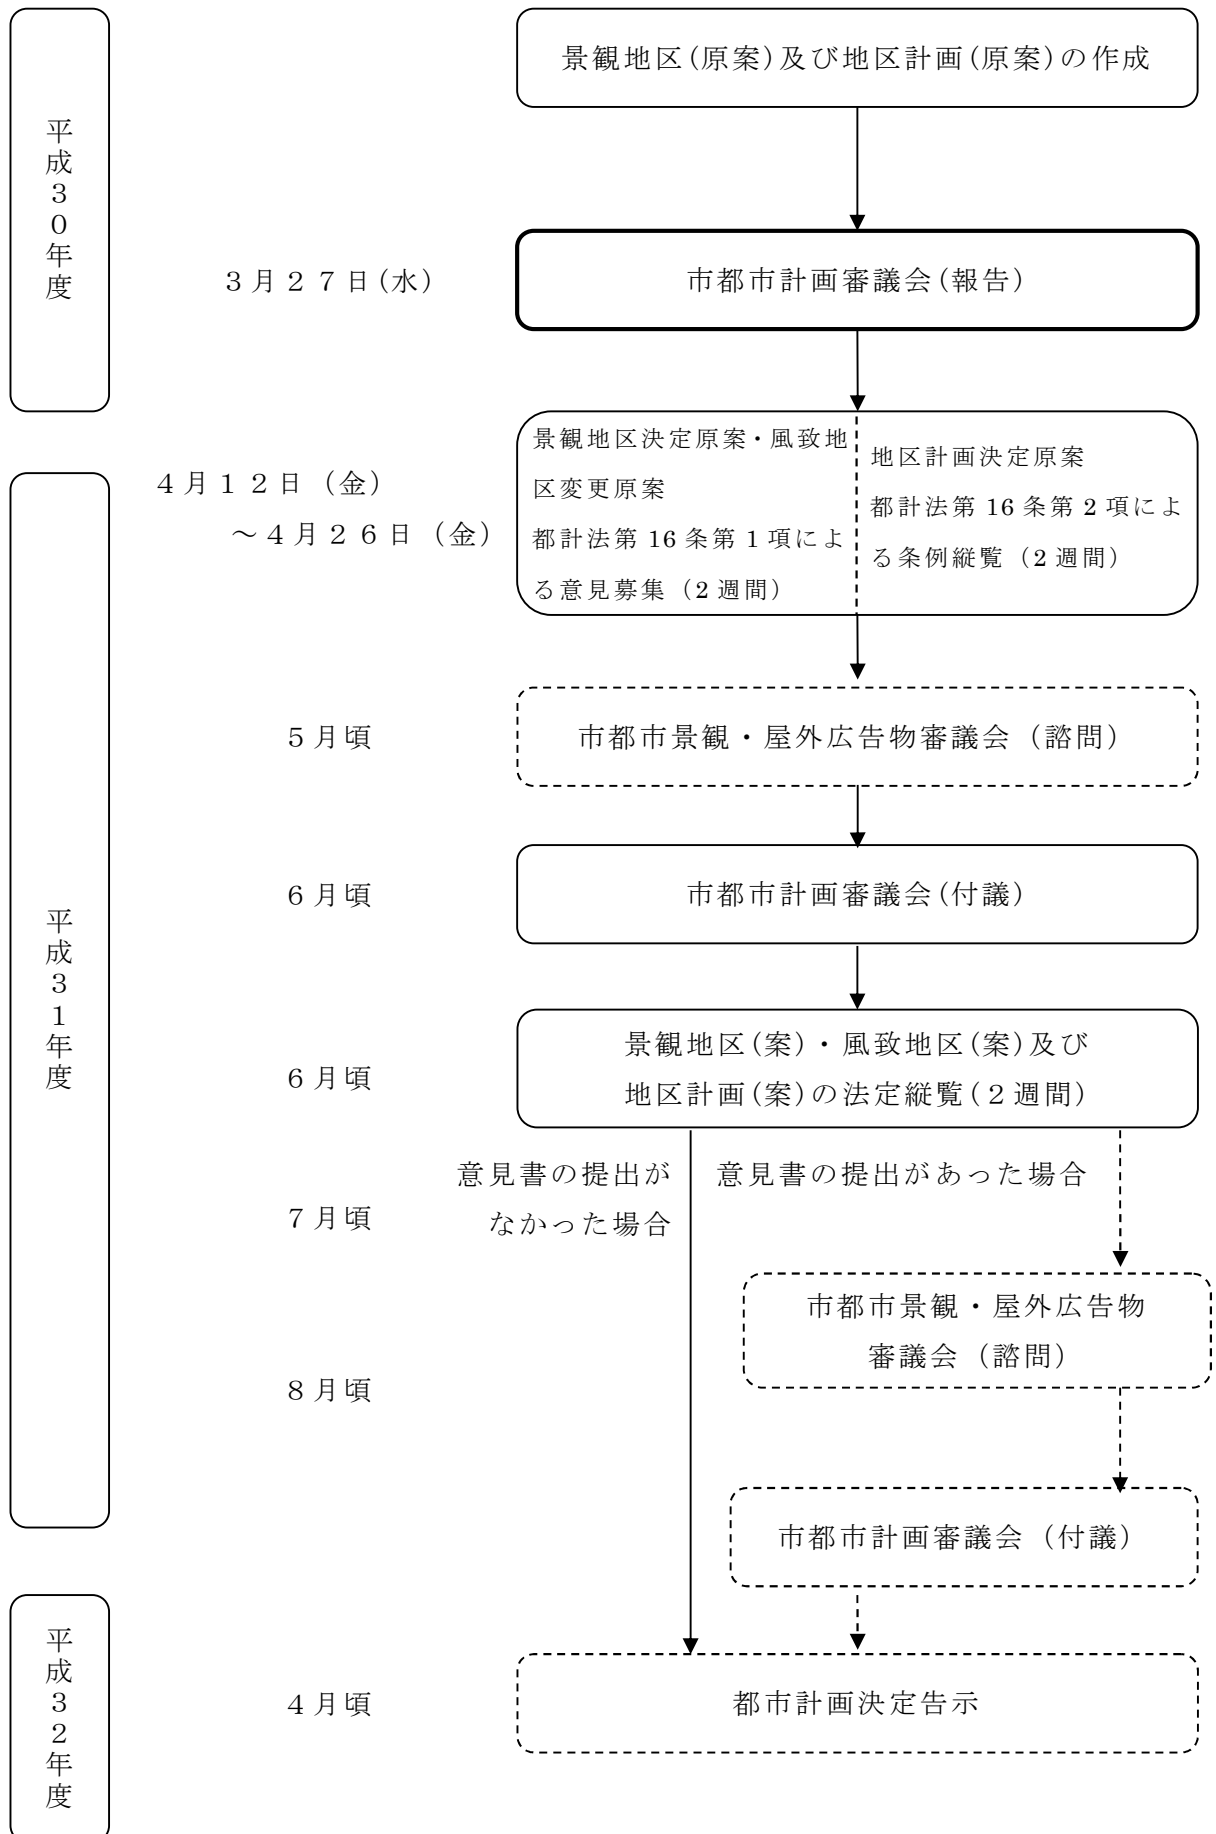 平成３０年度
景観地区(原案)及び地区計画(原案)の作成
３月２７日(水)
市都市計画審議会(報告)
平成３１年度
４月１２日（金）
～４月２６日（金）
景観地区決定原案・風致地
区変更原案
都計法第 16 条第 1 項によ
る意見募集（2 週間）
地区計画決定原案
都計法第 16 条第 2 項によ
る条例縦覧（2 週間）
５月頃
市都市景観・屋外広告物審議会（諮問）
６月頃
市都市計画審議会(付議)
６月頃
景観地区(案)・風致地区(案)及び
地区計画(案)の法定縦覧(２週間)
意見書の提出が
なかった場合
意見書の提出があった場合
７月頃
市都市景観・屋外広告物
審議会（諮問）
８月頃
市都市計画審議会（付議）
平成３２年度
４月頃
都市計画決定告示